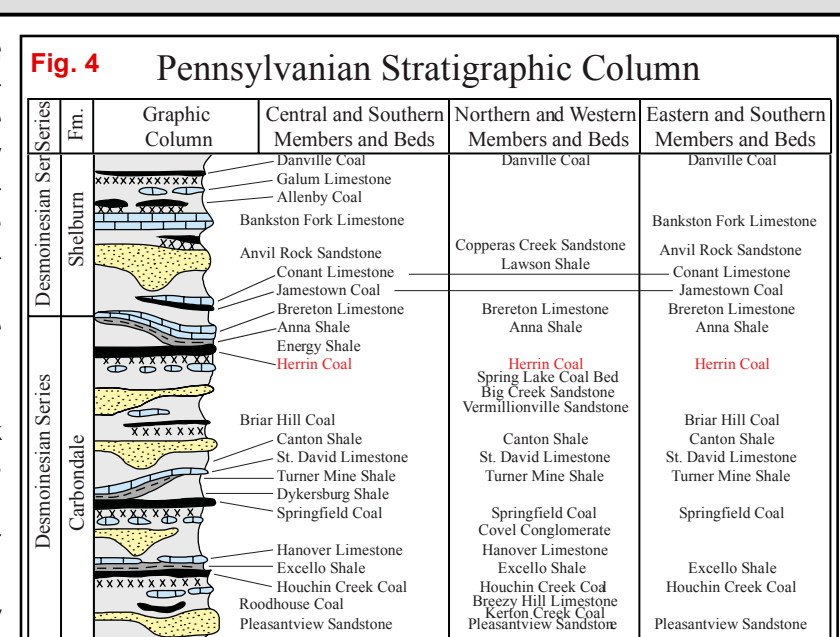 Fig. 4
Pennsylvanian Stratigraphic Column
Series
Fm.
Graphic Column
Central and Southern Members and Beds
Northern and Western Members and Beds
Eastern and Southern Members and Beds
Desmoinesian Ser
Shelburn
Danville Coal Danville Coal Danville Coal
Galum Limestone
Allenby Coal
Bankston Fork Limestone Bankston Fork Limestone
Copperas Creek Sandstone
Anvil Rock Sandstone Anvil Rock Sandstone
Lawson Shale
Conant Limestone Conant Limestone
Jamestown Coal Jamestown Coal
Desmoinesian Series
Carbondale
Brereton Limestone Brereton Limestone Brereton Limestone
Anna Shale Anna Shale Anna Shale
Energy Shale
Herrin Coal Herrin Coal Herrin Coal
Spring Lake Coal Bed
Big Creek Sandstone
Vermillionville Sandstone
Briar Hill Coal Briar Hill Coal
Canton Shale Canton Shale Canton Shale
St. David Limestone St. David Limestone St. David Limestone
Turner Mine Shale Turner Mine Shale Turner Mine Shale
Dykersburg Shale
Springfield Coal Springfield Coal Springfield Coal
Covel Conglomerate
Hanover Limestone Hanover Limestone
Excello Shale Excello Shale Excello Shale
Houchin Creek Coal Houchin Creek Coal Houchin Creek Coal
Breezy Hill Limestone
Roodhouse Coal
Kerton Creek Coal
Pleasantview Sandstone Pleasantview Sandstone Pleasantview Sandstone